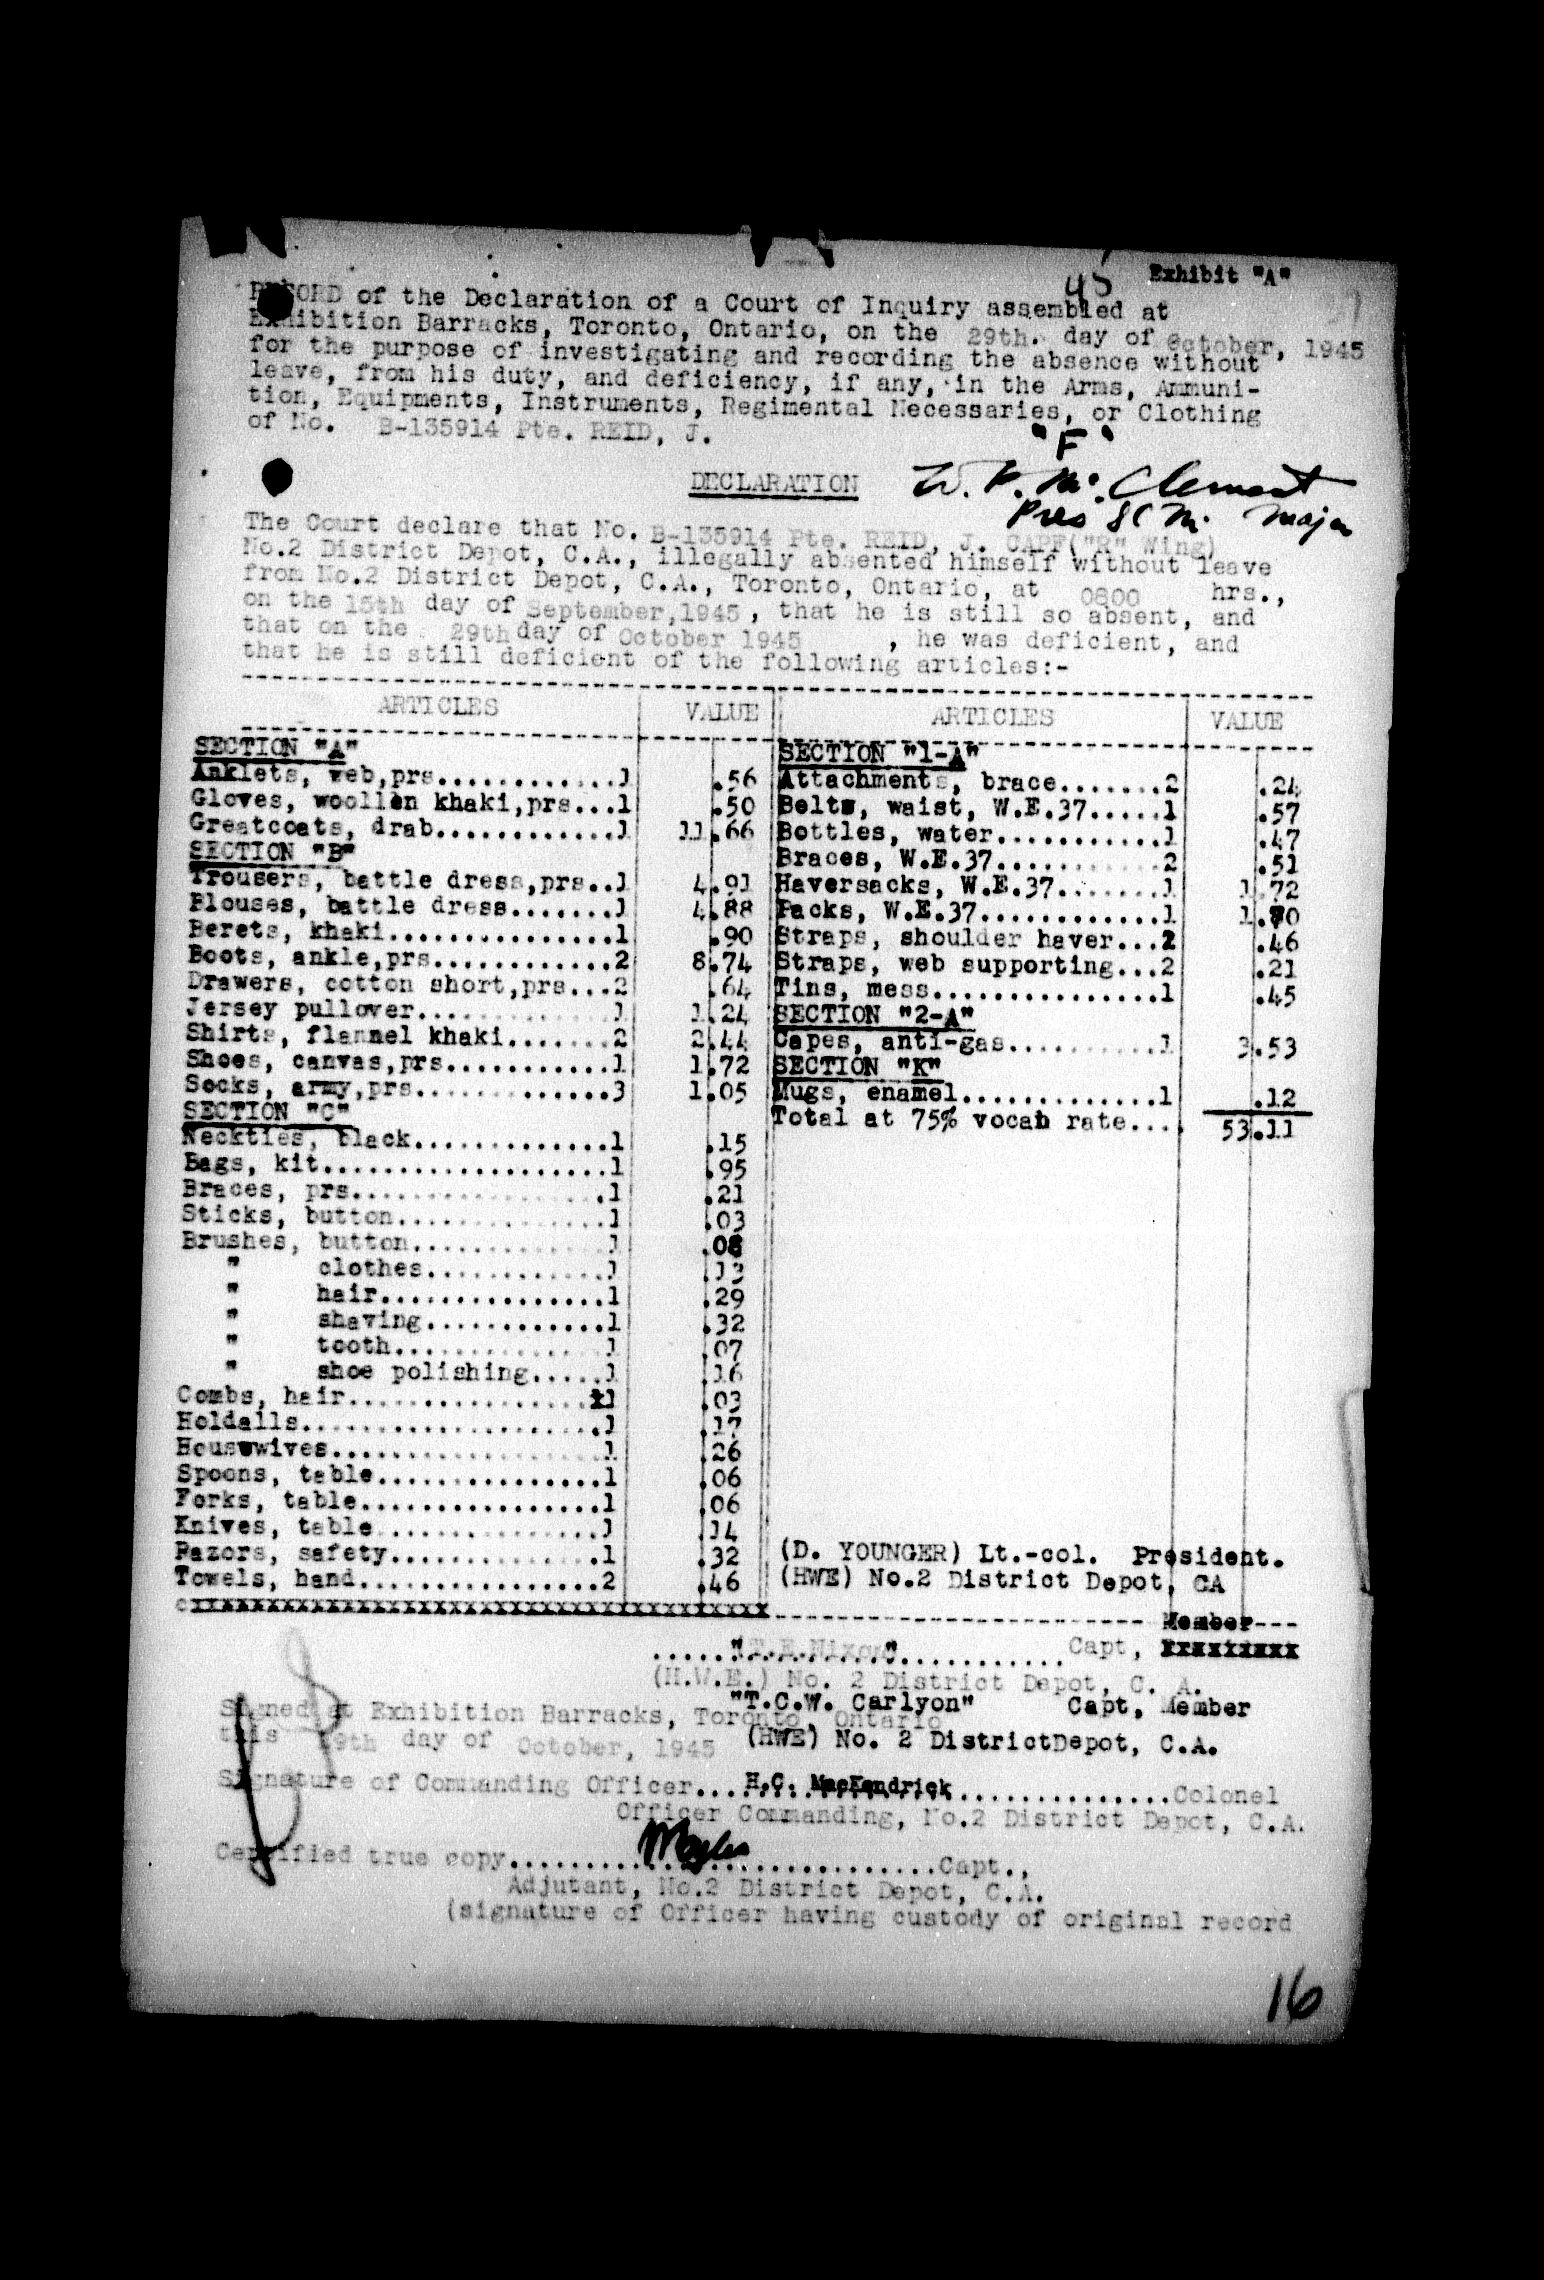 Exhibit "A"
45
RECORD of the Declaration of a Court of Inquiry assembled at
Exhibition Barracks, Toronto, Ontario, on the 29th. day of October, 1945
for the purpose of investigating and recording the absence without
leave, from his duty, and deficiency, if any, in the Arms, Ammuni-
tion, Equipments, Instruments, Regimental Necessaries, or Clothing
of No. B-135914 Pte. REID, J.
"F"
DECLARATION
W. P. McClemont
Pres SCM. Major
The Court declare that No. B-135914 Pte. REID, J. CAPF("R" Wing)
No.2 District Depot, C.A., illegally absented himself without leave
from No.2 District Depot, C.A., Toronto, Ontario, at 0800 hrs.,
on the 15th day of September,1945, that he is still so absent, and
that on the 29th day of October 1945 , he was deficient, and
that he is still deficient of the following articles:-
ARTICLES VALUE ARTICLES VALUE
SECTION "A"
Anklets, web,prs............1 .56
Gloves, woollen khaki,prs...1 .50
Greatcoats, drab............1 11.66
SECTION "B"
Trousers, battle dress,prs..1 4.91
Blouses, battle dress.......1 4.88
Berets, khaki...............1 .90
Boots, ankle,prs............2 8.74
Drawers, cotton short,prs...2 .64
Jersey pullover.............1 1.24
Shirts, flannel khaki.......2 2.44
Shoes, canvas,prs...........1 1.72
Socks, army,prs.............3 1.05
SECTION "C"
Neckties, black.............1 .15
Bags, kit...................1 .95
Braces, prs.................1 .21
Sticks, button..............1 .03
Brushes, button.............1 .08
" clothes............1 .13
" hair...............1 .29
" shaving............1 .32
" tooth..............1 .07
" shoe polishing.....1 .16
Combs, hair................1 .03
Holdalls....................1 .17
Housewives..................1 .26
Spoons, table...............1 .06
Forks, table................1 .06
Knives, table...............1 .14
Razors, safety..............1 .32
Towels, hand................2 .46
SECTION "1-A"
Attachments, brace.......2 .24
Belts, waist, W.E.37.....1 .57
Bottles, water...........1 .47
Braces, W.E.37...........2 .51
Haversacks, W.E.37.......1 1.72
Packs, W.E.37............1 1.80
Straps, shoulder haver...2 .46
Straps, web supporting...2 .21
Tins, mess...............1 .45
SECTION "2-A"
Capes, anti-gas..........1 3.53
SECTION "K"
Mugs, enamel.............1 .12
Total at 75% vocab rate.... 53.11
(D. YOUNGER) Lt.-col. President.
(HWE) No.2 District Depot, CA
Member
"T.E.Nixon" Capt,
(H.W.E.) No. 2 District Depot, C. A.
"T.C.W. Carlyon" Capt, Member
Signed at Exhibition Barracks, Toronto, Ontario
this 29th day of October, 1945 (HWE) No. 2 DistrictDepot, C.A.
Signature of Commanding Officer...H.C. MacKendrick...............Colonel
Officer Commanding, No.2 District Depot, C.A.
Certified true copy.............................Capt.,
Adjutant, No.2 District Depot, C.A.
(signature of Officer having custody of original record
16